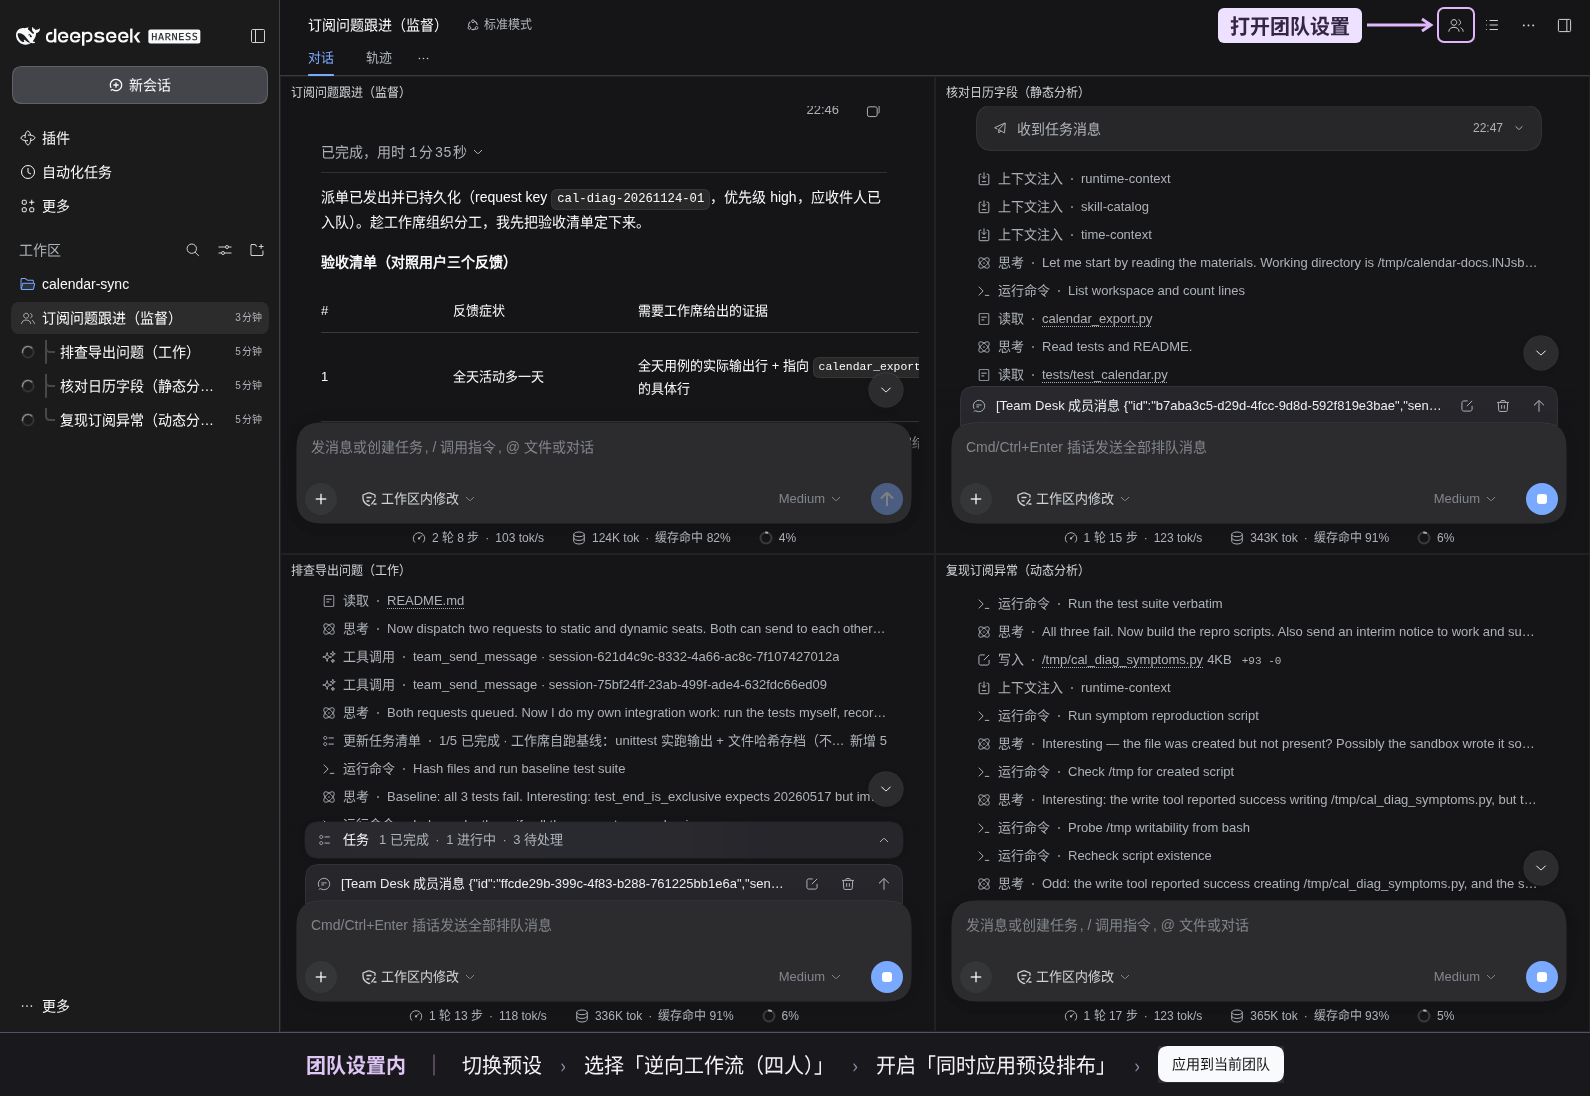 deepseek HARNESS
新会话
插件
自动化任务
更多
工作区
calendar-sync
订阅问题跟进（监督） 3分钟
排查导出问题（工作） 5分钟
核对日历字段（静态分… 5分钟
复现订阅异常（动态分… 5分钟
… 更多
订阅问题跟进（监督） 标准模式
打开团队设置
对话 轨迹 …
订阅问题跟进（监督）
22:46
已完成，用时 1分35秒
派单已发出并已持久化（request key cal-diag-20261124-01，优先级 high，应收件人已
入队）。趁工作席组织分工，我先把验收清单定下来。
验收清单（对照用户三个反馈）
# 反馈症状 需要工作席给出的证据
1 全天活动多一天 全天用例的实际输出行 + 指向 calendar_export
的具体行
发消息或创建任务, / 调用指令, @ 文件或对话
工作区内修改 Medium
2 轮 8 步 · 103 tok/s 124K tok · 缓存命中 82% 4%
核对日历字段（静态分析）
收到任务消息 22:47
上下文注入 · runtime-context
上下文注入 · skill-catalog
上下文注入 · time-context
思考 · Let me start by reading the materials. Working directory is /tmp/calendar-docs.lNJsb…
运行命令 · List workspace and count lines
读取 · calendar_export.py
思考 · Read tests and README.
读取 · tests/test_calendar.py
[Team Desk 成员消息 {"id":"b7aba3c5-d29d-4fcc-9d8d-592f819e3bae","sen…
Cmd/Ctrl+Enter 插话发送全部排队消息
工作区内修改 Medium
1 轮 15 步 · 123 tok/s 343K tok · 缓存命中 91% 6%
排查导出问题（工作）
读取 · README.md
思考 · Now dispatch two requests to static and dynamic seats. Both can send to each other…
工具调用 · team_send_message · session-621d4c9c-8332-4a66-ac8c-7f107427012a
工具调用 · team_send_message · session-75bf24ff-23ab-499f-ade4-632fdc66ed09
思考 · Both requests queued. Now I do my own integration work: run the tests myself, recor…
更新任务清单 · 1/5 已完成 · 工作席自跑基线：unittest 实跑输出 + 文件哈希存档（不… 新增 5
运行命令 · Hash files and run baseline test suite
思考 · Baseline: all 3 tests fail. Interesting: test_end_is_exclusive expects 20260517 but im…
任务 1 已完成 · 1 进行中 · 3 待处理
[Team Desk 成员消息 {"id":"ffcde29b-399c-4f83-b288-761225bb1e6a","sen…
Cmd/Ctrl+Enter 插话发送全部排队消息
工作区内修改 Medium
1 轮 13 步 · 118 tok/s 336K tok · 缓存命中 91% 6%
复现订阅异常（动态分析）
运行命令 · Run the test suite verbatim
思考 · All three fail. Now build the repro scripts. Also send an interim notice to work and su…
写入 · /tmp/cal_diag_symptoms.py 4KB +93 -0
上下文注入 · runtime-context
运行命令 · Run symptom reproduction script
思考 · Interesting — the file was created but not present? Possibly the sandbox wrote it so…
运行命令 · Check /tmp for created script
思考 · Interesting: the write tool reported success writing /tmp/cal_diag_symptoms.py, but t…
运行命令 · Probe /tmp writability from bash
运行命令 · Recheck script existence
思考 · Odd: the write tool reported success creating /tmp/cal_diag_symptoms.py, and the s…
发消息或创建任务, / 调用指令, @ 文件或对话
工作区内修改 Medium
1 轮 17 步 · 123 tok/s 365K tok · 缓存命中 93% 5%
团队设置内 | 切换预设 › 选择「逆向工作流（四人）」 › 开启「同时应用预设排布」 › 应用到当前团队